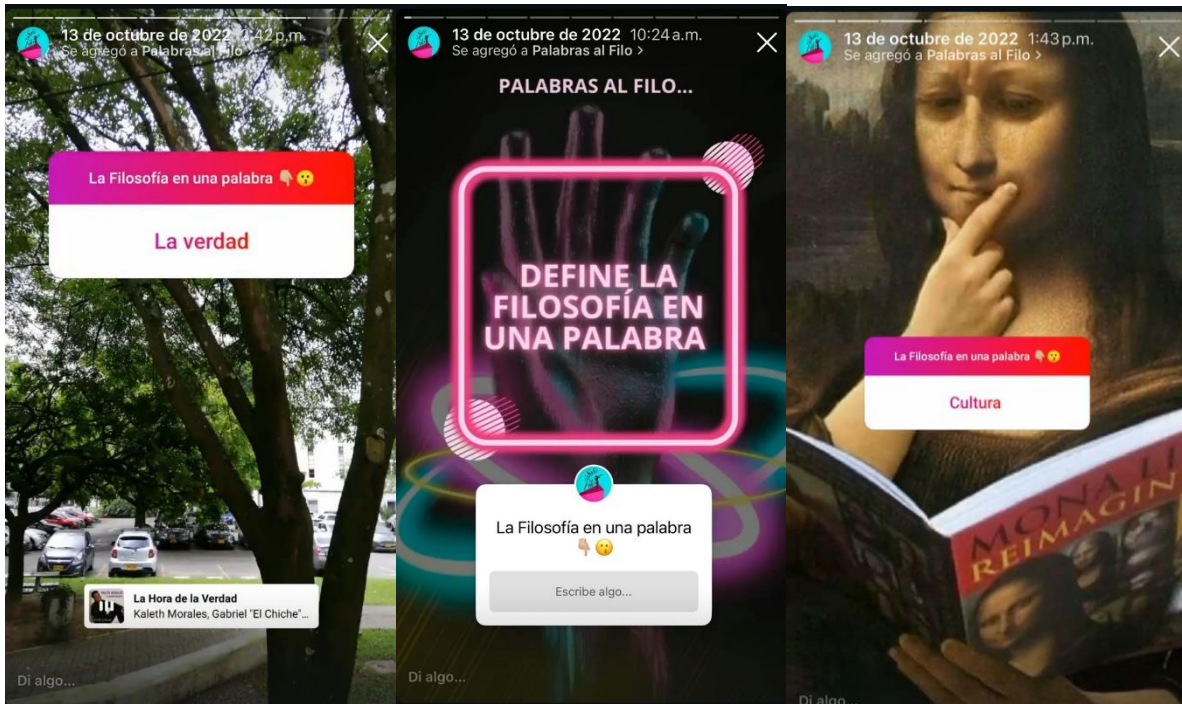 13 de octubre de 2022 2:42 p.m.
Se agregó a Palabras al Filo
La Filosofía en una palabra
La verdad
La Hora de la Verdad
Kaleth Morales, Gabriel "El Chiche"...
Di algo...
13 de octubre de 2022 10:24 a.m.
Se agregó a Palabras al Filo >
PALABRAS AL FILO...
DEFINE LA
FILOSOFÍA EN
UNA PALABRA
La Filosofía en una palabra
Escribe algo...
Di algo...
13 de octubre de 2022 1:43 p.m.
Se agregó a Palabras al Filo >
La Filosofía en una palabra
Cultura
MONA LI
REIMAGIN
Di algo...